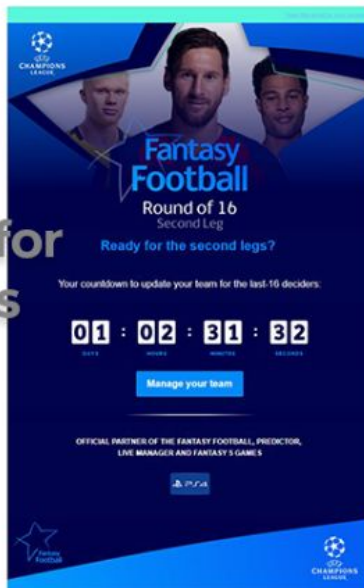 CHAMPIONS
LEAGUE
Fantasy
Football
Round of 16
Second Leg
for
Ready for the second legs?
Your countdown to update your team for the last-16 deciders:
s
01 : 02 : 31 : 32
DAYS HOURS MINUTES SECONDS
Manage your team
OFFICIAL PARTNER OF THE FANTASY FOOTBALL, PREDICTOR,
LIVE MANAGER AND FANTASY 5 GAMES
PS4
Fantasy
Football
CHAMPIONS
LEAGUE